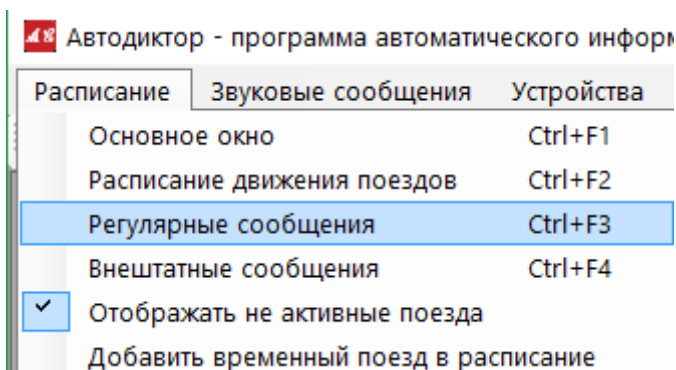 Автодиктор - программа автоматического
Расписание Звуковые сообщения Устройства
Основное окно Ctrl+F1
Расписание движения поездов Ctrl+F2
Регулярные сообщения Ctrl+F3
Внештатные сообщения Ctrl+F4
Отображать не активные поезда
Добавить временный поезд в расписание